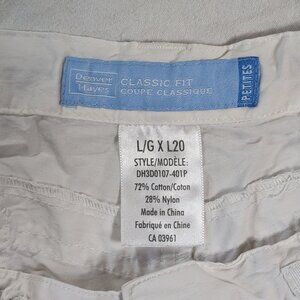 Denver
Hayes
CLASSIC FIT
COUPE CLASSIQUE
PETITES
L/G X L20
STYLE/MODÈLE:
DH3D0107-401P
72% Cotton/Coton
28% Nylon
Made in China
Fabriqué en Chine
CA 03961